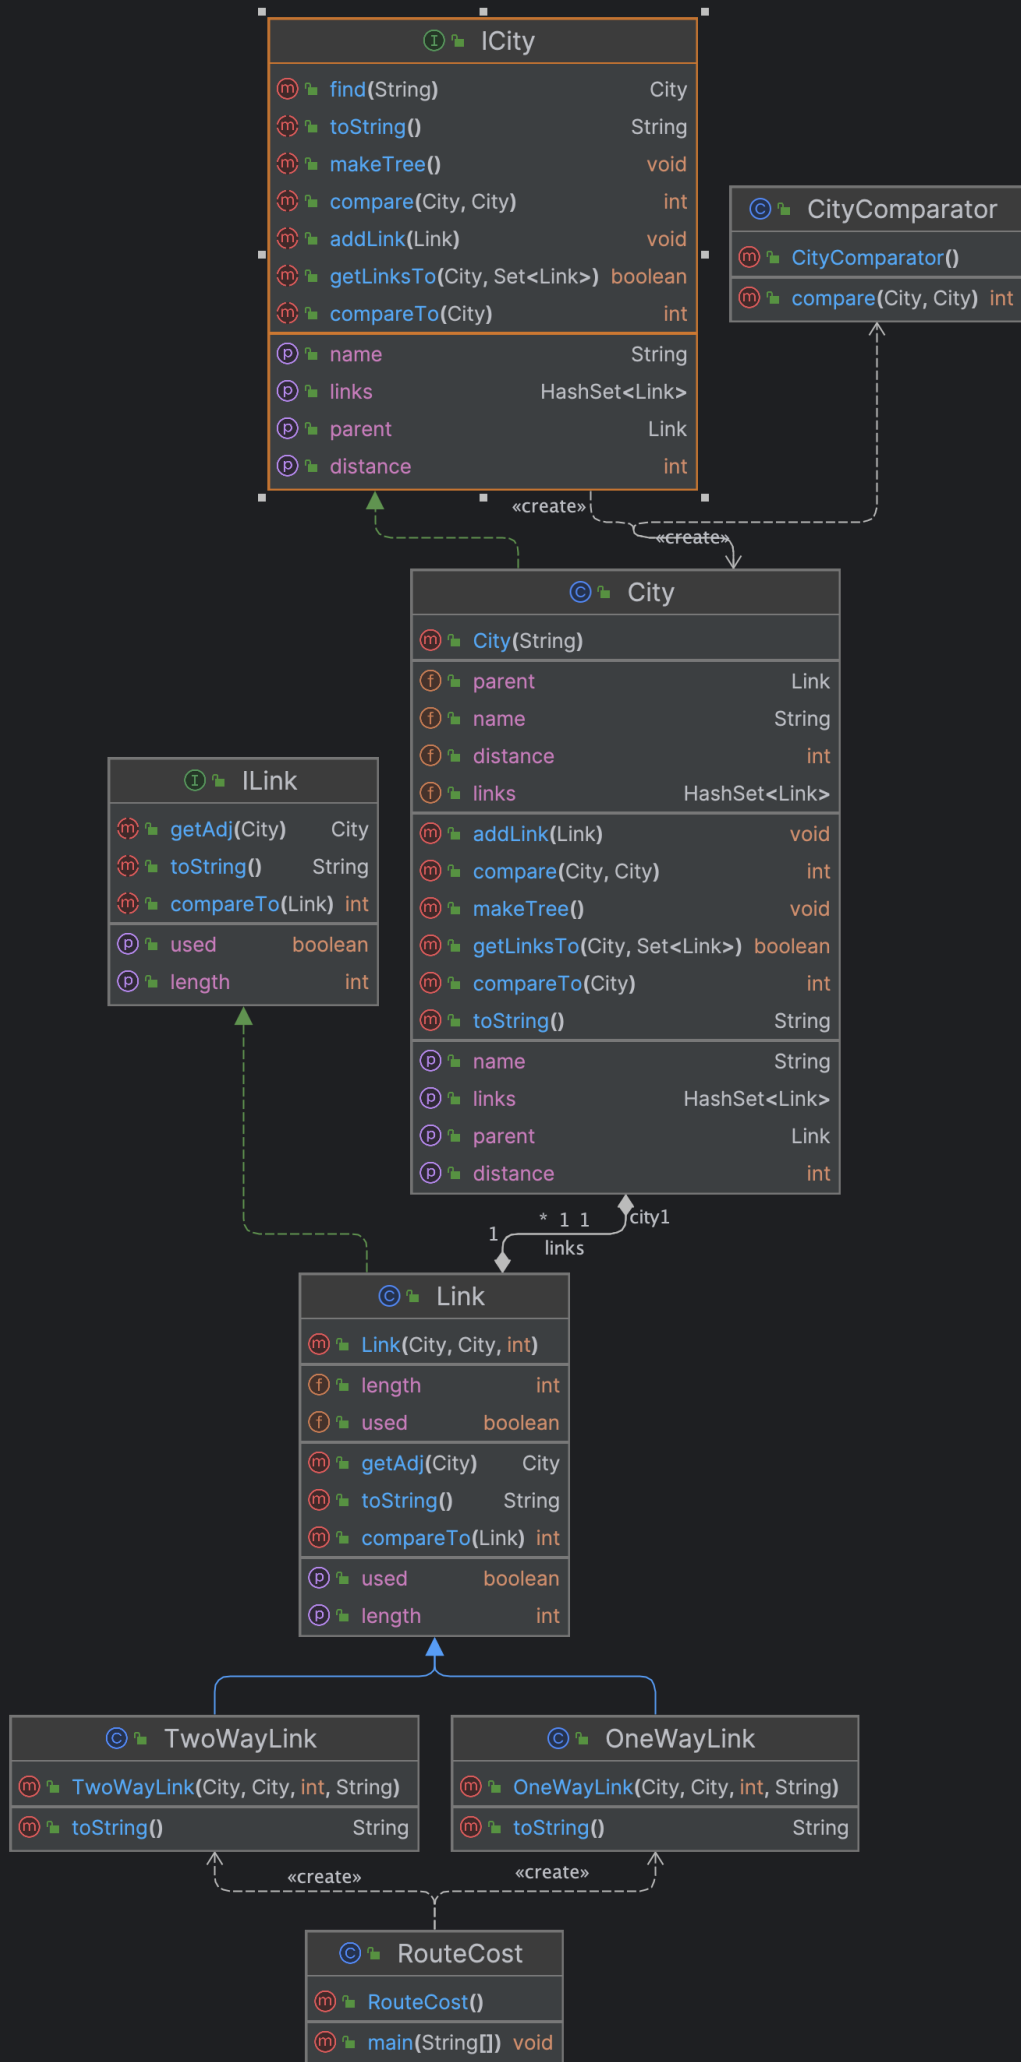 ICity
find(String) City
toString() String
makeTree() void
compare(City, City) int
addLink(Link) void
getLinksTo(City, Set<Link>) boolean
compareTo(City) int
name String
links HashSet<Link>
parent Link
distance int
CityComparator
CityComparator()
compare(City, City) int
«create»
«create»
City
City(String)
parent Link
name String
distance int
links HashSet<Link>
addLink(Link) void
compare(City, City) int
makeTree() void
getLinksTo(City, Set<Link>) boolean
compareTo(City) int
toString() String
name String
links HashSet<Link>
parent Link
distance int
ILink
getAdj(City) City
toString() String
compareTo(Link) int
used boolean
length int
1 * 1 1 city1
links
Link
Link(City, City, int)
length int
used boolean
getAdj(City) City
toString() String
compareTo(Link) int
used boolean
length int
TwoWayLink
TwoWayLink(City, City, int, String)
toString() String
OneWayLink
OneWayLink(City, City, int, String)
toString() String
«create» «create»
RouteCost
RouteCost()
main(String[]) void